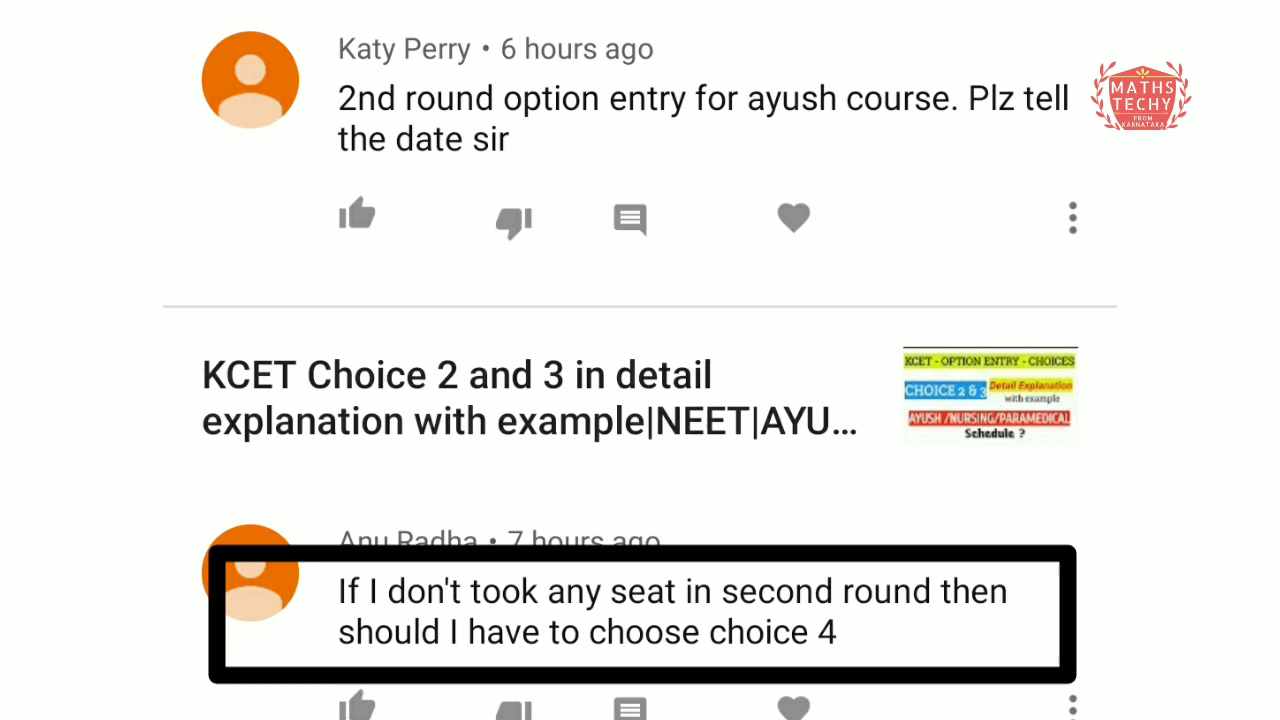 Katy Perry • 6 hours ago
2nd round option entry for ayush course. Plz tell
the date sir
MATHS
TECHY
FROM
KARNATAKA
KCET Choice 2 and 3 in detail
explanation with example|NEET|AYU...
KCET - OPTION ENTRY - CHOICES
CHOICE 2 & 3 Detail Explanation
with example
AYUSH /NURSING/PARAMEDICAL
Schedule ?
Anu Radha • 7 hours ago
If I don't took any seat in second round then
should I have to choose choice 4